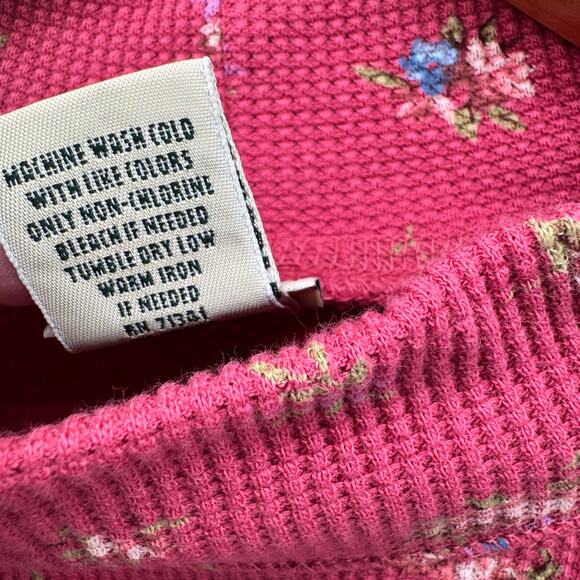 MACHINE WASH COLD
WITH LIKE COLORS
ONLY NON-CHLORINE
BLEACH IF NEEDED
TUMBLE DRY LOW
WARM IRON
IF NEEDED
RN 71341